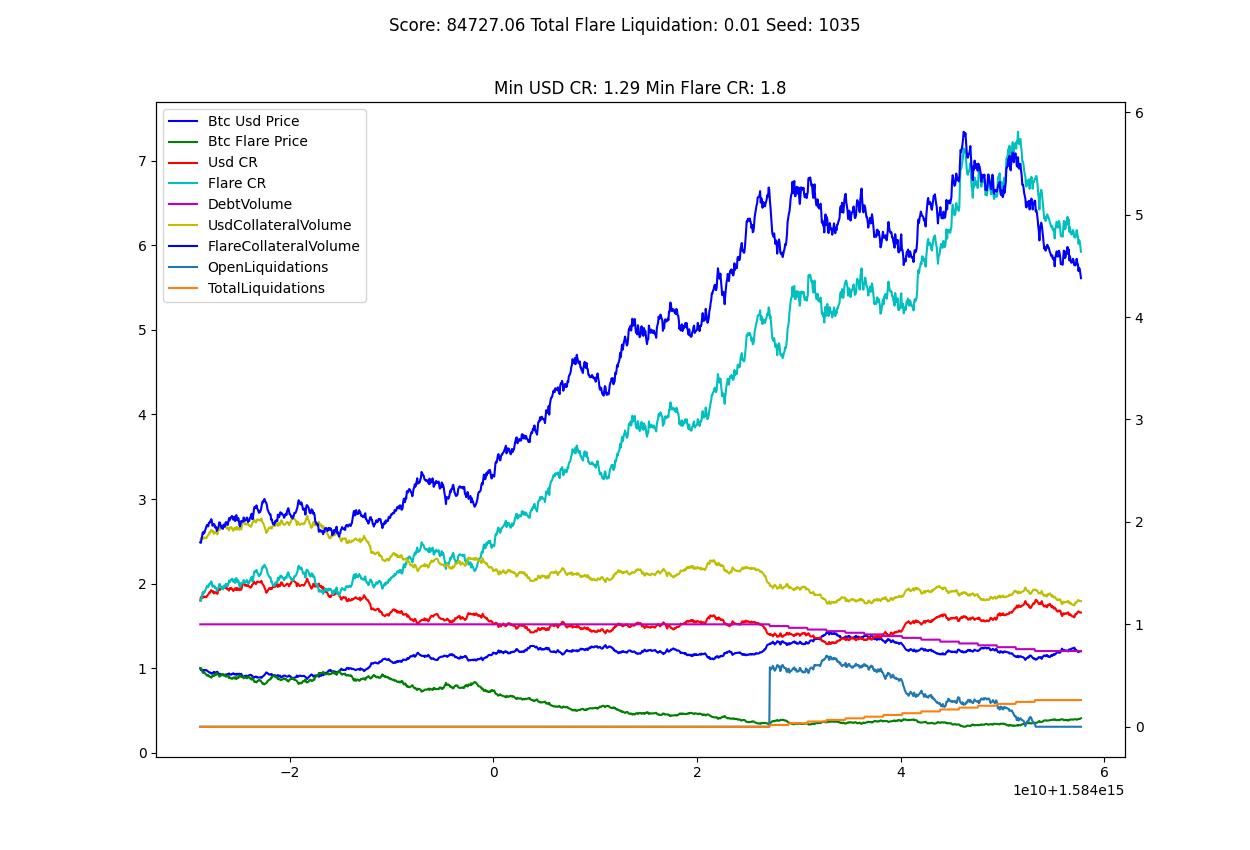 Score: 84727.06 Total Flare Liquidation: 0.01 Seed: 1035
Min USD CR: 1.29 Min Flare CR: 1.8
Btc Usd Price
Btc Flare Price
Usd CR
Flare CR
DebtVolume
UsdCollateralVolume
FlareCollateralVolume
OpenLiquidations
TotalLiquidations
7
6
5
4
3
2
1
0
6
5
4
3
2
1
0
−2
0
2
4
6
1e10+1.584e15